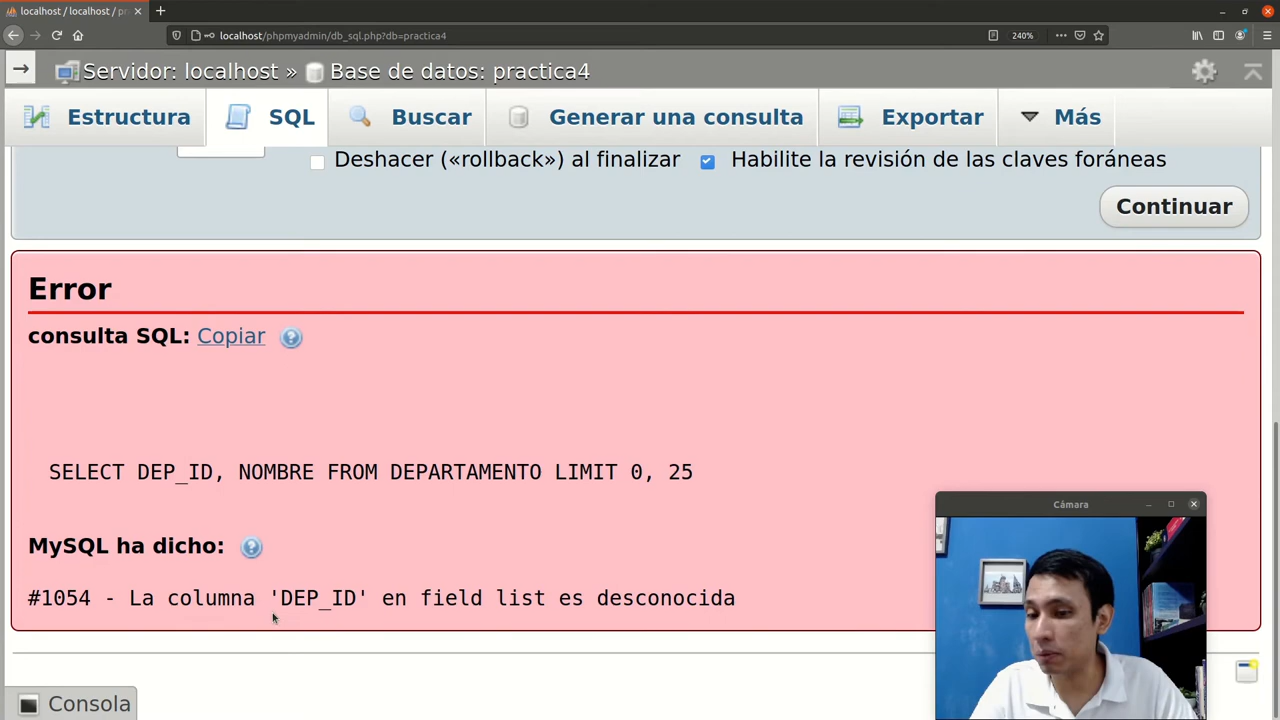 localhost / localhost / pr
localhost/phpmyadmin/db_sql.php?db=practica4
240%
Servidor: localhost » Base de datos: practica4
Estructura
SQL
Buscar
Generar una consulta
Exportar
Más
Deshacer («rollback») al finalizar
Habilite la revisión de las claves foráneas
Continuar
Error
consulta SQL: Copiar
SELECT DEP_ID, NOMBRE FROM DEPARTAMENTO LIMIT 0, 25
MySQL ha dicho:
#1054 - La columna 'DEP_ID' en field list es desconocida
Cámara
Consola